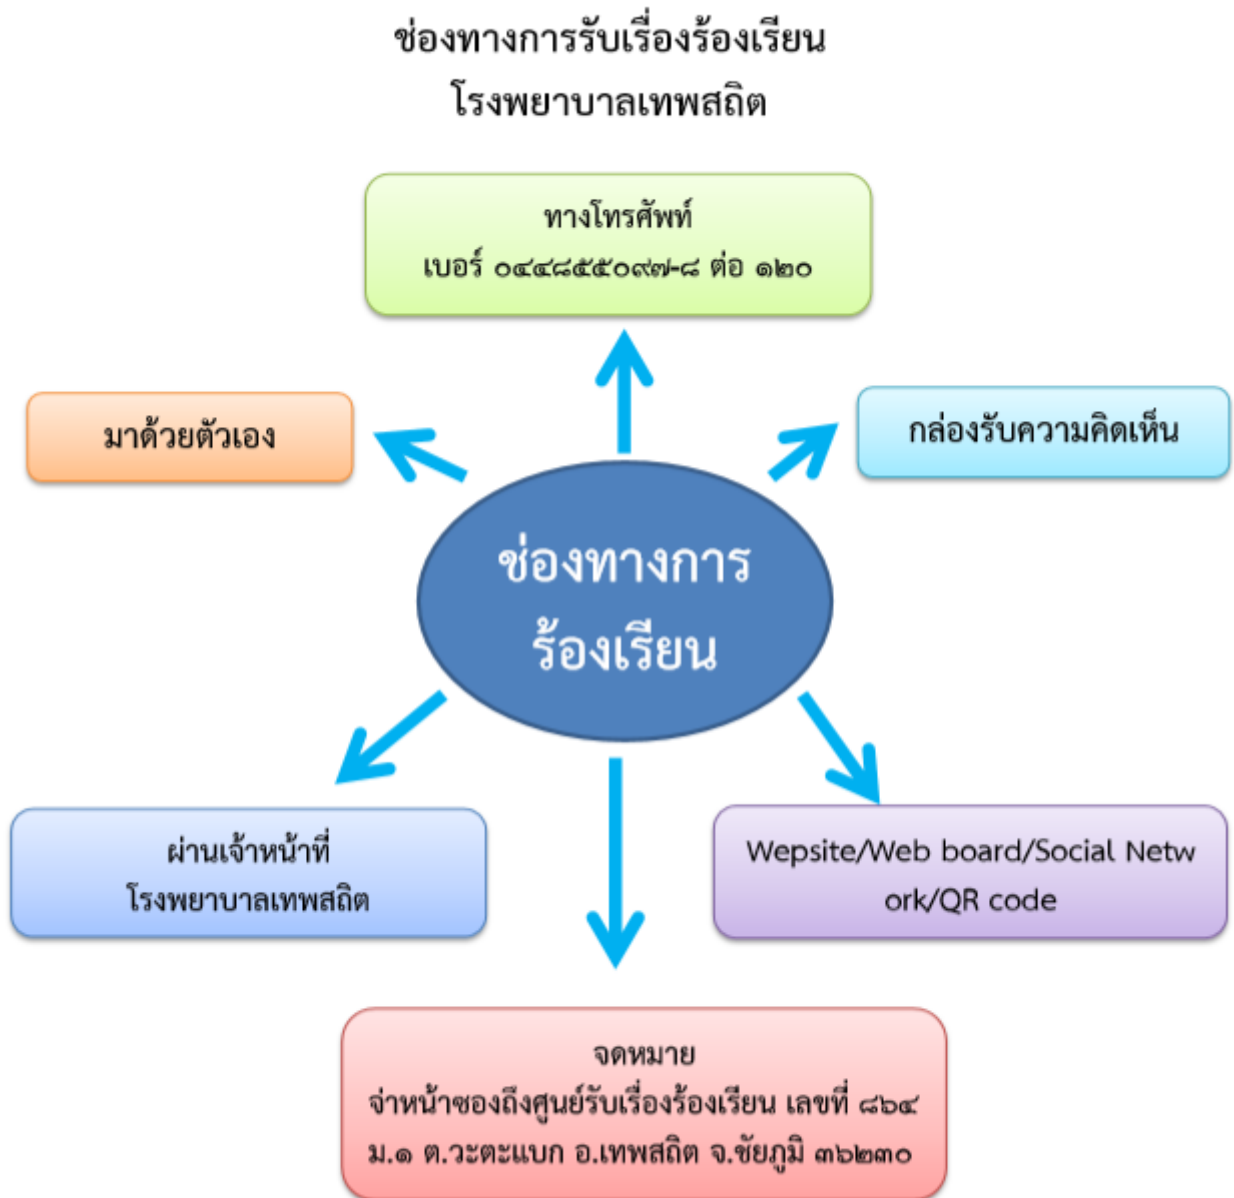 ช่องทางการรับเรื่องร้องเรียน
โรงพยาบาลเทพสถิต
ทางโทรศัพท์
เบอร์ ๐๔๔๘๕๕๐๙๗-๘ ต่อ ๑๒๐
มาด้วยตัวเอง
กล่องรับความคิดเห็น
ช่องทางการ
ร้องเรียน
ผ่านเจ้าหน้าที่
โรงพยาบาลเทพสถิต
Wepsite/Web board/Social Netw
ork/QR code
จดหมาย
จ่าหน้าซองถึงศูนย์รับเรื่องร้องเรียน เลขที่ ๘๖๔
ม.๑ ต.วะตะแบก อ.เทพสถิต จ.ชัยภูมิ ๓๖๒๓๐